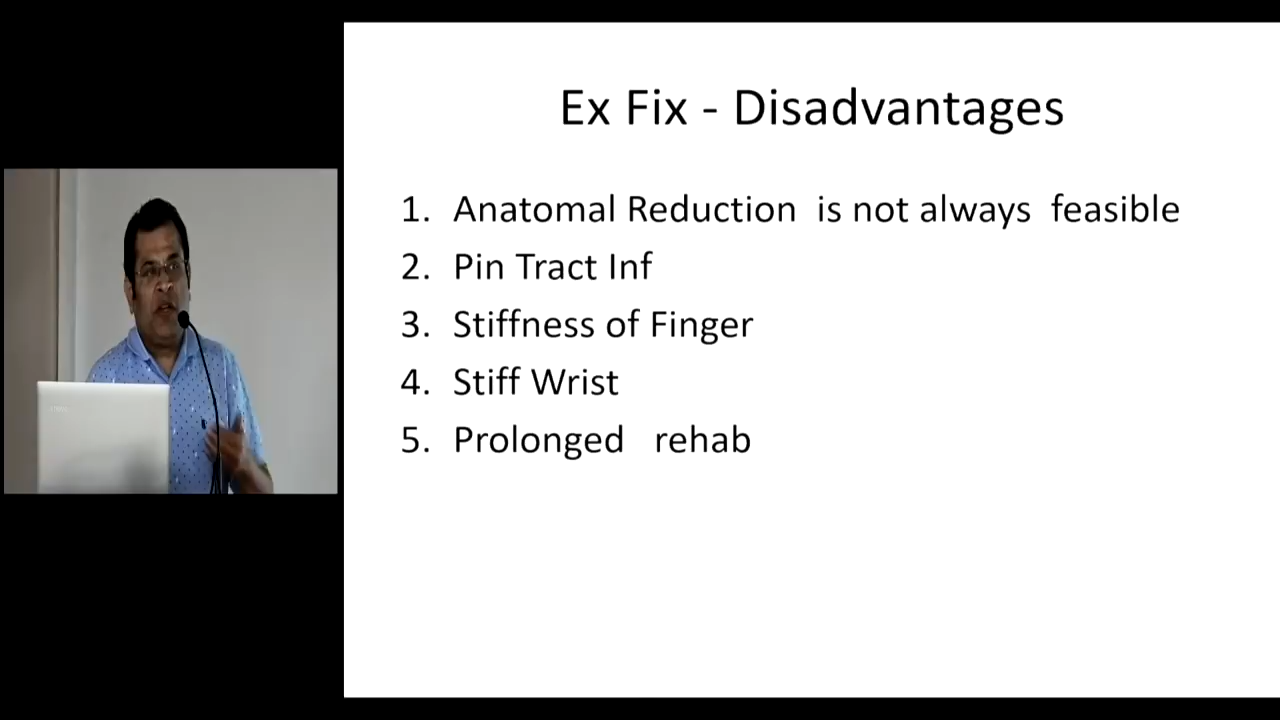 Ex Fix - Disadvantages
1. Anatomal Reduction is not always feasible
2. Pin Tract Inf
3. Stiffness of Finger
4. Stiff Wrist
5. Prolonged rehab